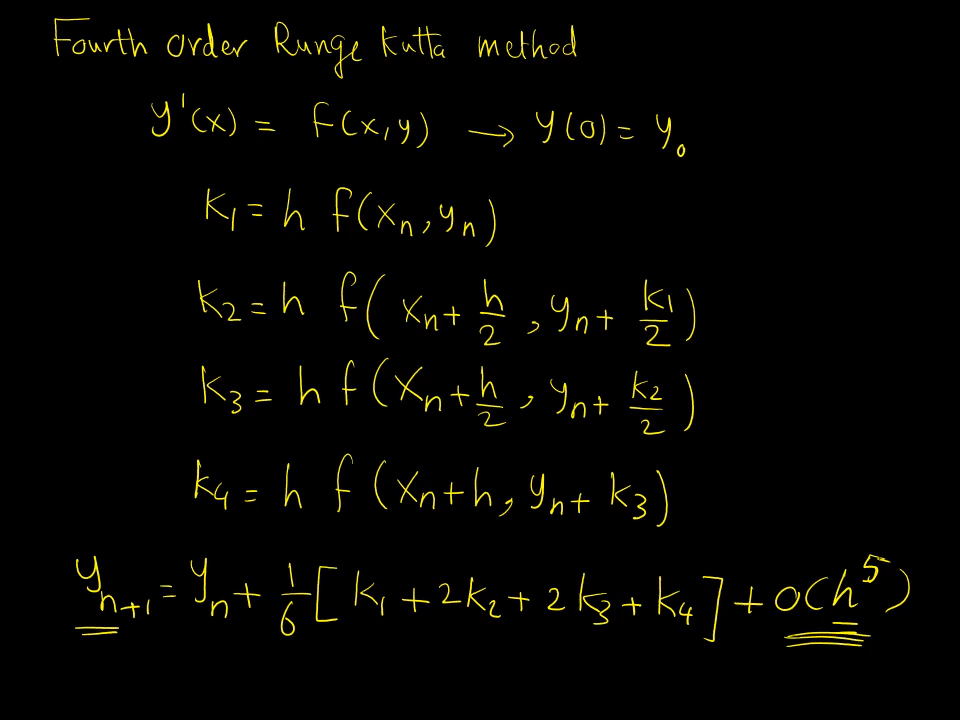 Fourth order Runge Kutta method
y'(x) = f(x,y) → y(0) = y₀
k₁ = h f(xₙ, yₙ)
k₂ = h f(xₙ + h/2, yₙ + k₁/2)
k₃ = h f(xₙ + h/2, yₙ + k₂/2)
k₄ = h f(xₙ + h, yₙ + k₃)
yₙ₊₁ = yₙ + 1/6 [k₁ + 2k₂ + 2k₃ + k₄] + O(h⁵)